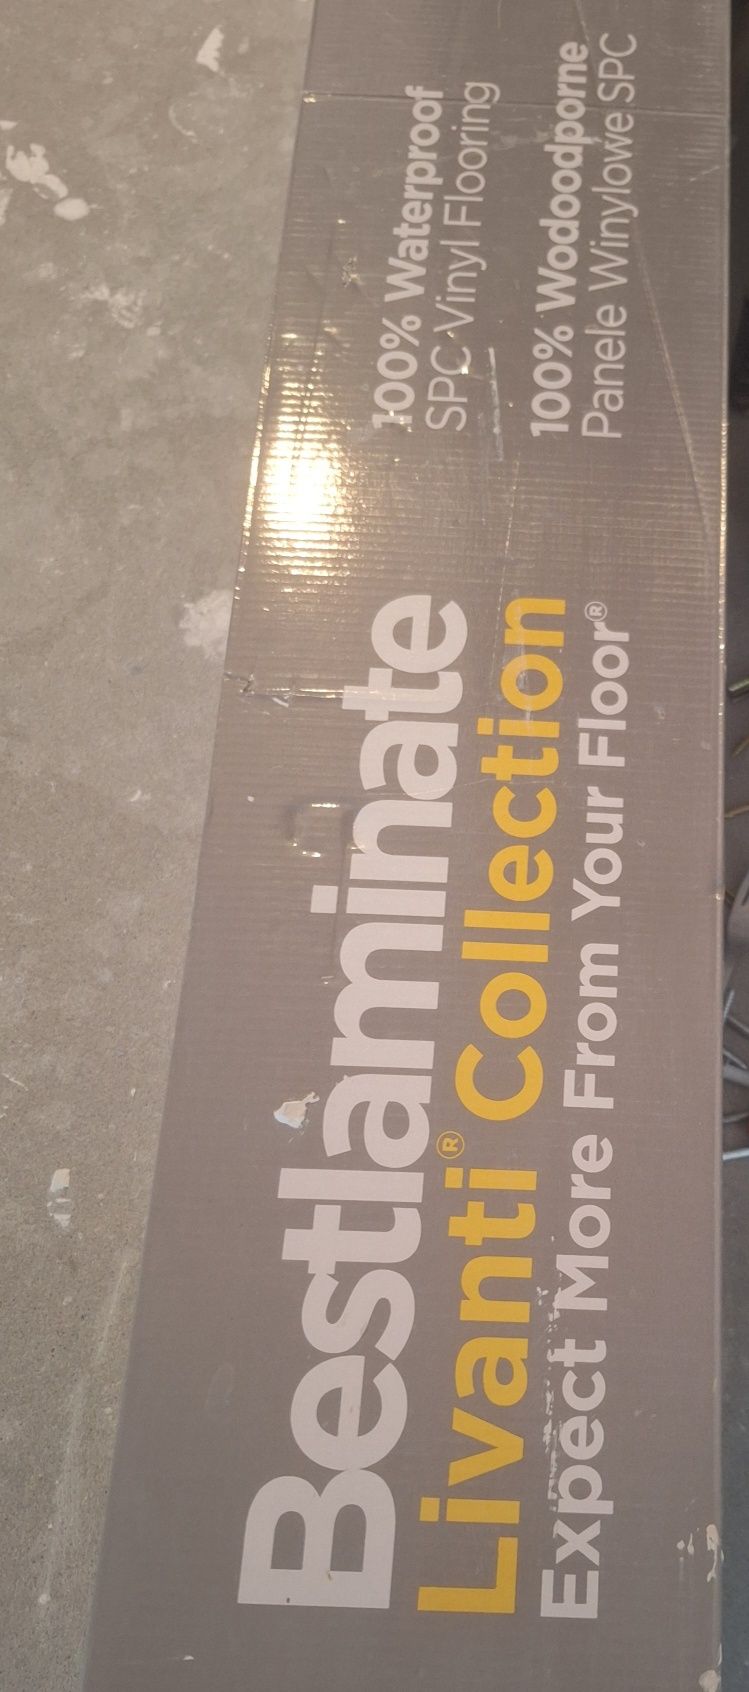 Bestlaminate
Livanti® Collection
Expect More From Your Floor®
100% Waterproof
SPC Vinyl Flooring
100% Wodoodporne
Panele Winylowe SPC